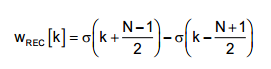 w_REC [k] = σ(k + (N − 1)/2) − σ(k − (N + 1)/2)